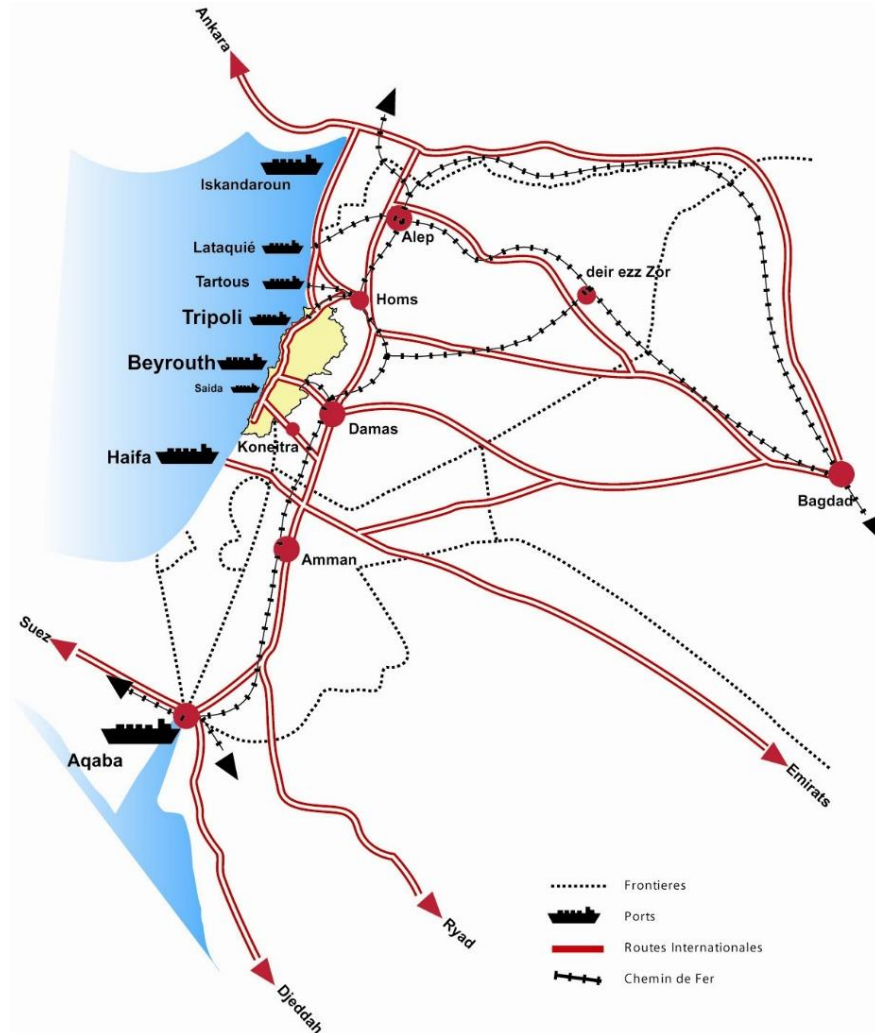 Ankara
Iskandaroun
Lataquié
Alep
Tartous
deir ezz Zor
Homs
Tripoli
Beyrouth
Saida
Damas
Koneitra
Haifa
Bagdad
Amman
Suez
Aqaba
Emirats
Ryad
Djeddah
Frontieres
Ports
Routes Internationales
Chemin de Fer